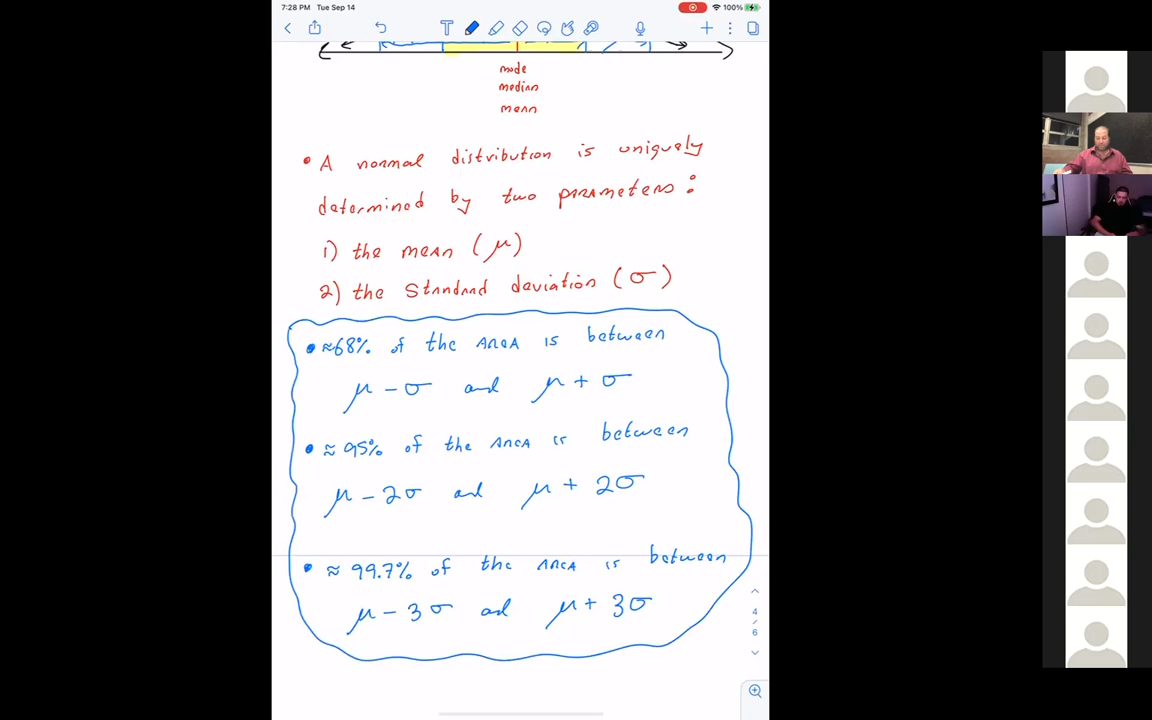 7:28 PM Tue Sep 14
100%
mode
median
mean
• A normal distribution is uniquely
determined by two parameters:
1) the mean (μ)
2) the standard deviation (σ)
• ≈68% of the area is between
μ - σ and μ + σ
• ≈ 95% of the area is between
μ - 2σ and μ + 2σ
• ≈ 99.7% of the area is between
μ - 3σ and μ + 3σ
4
/
6